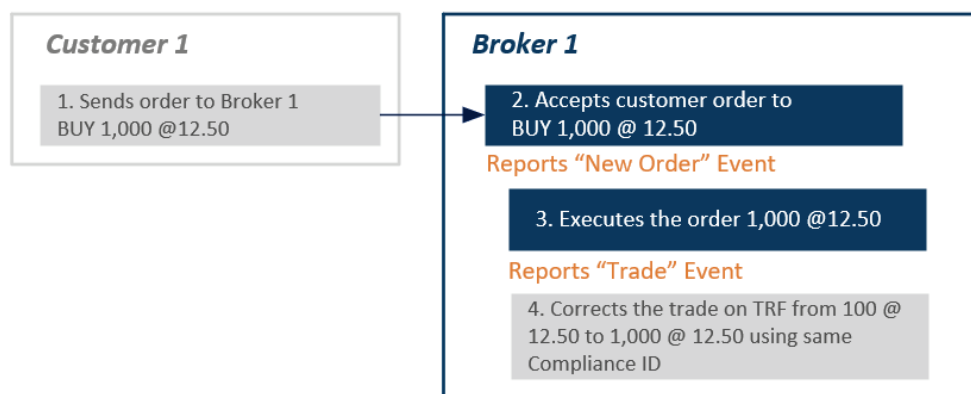 Customer 1
1. Sends order to Broker 1
BUY 1,000 @12.50
Broker 1
2. Accepts customer order to
BUY 1,000 @ 12.50
Reports “New Order” Event
3. Executes the order 1,000 @12.50
Reports “Trade” Event
4. Corrects the trade on TRF from 100 @
12.50 to 1,000 @ 12.50 using same
Compliance ID